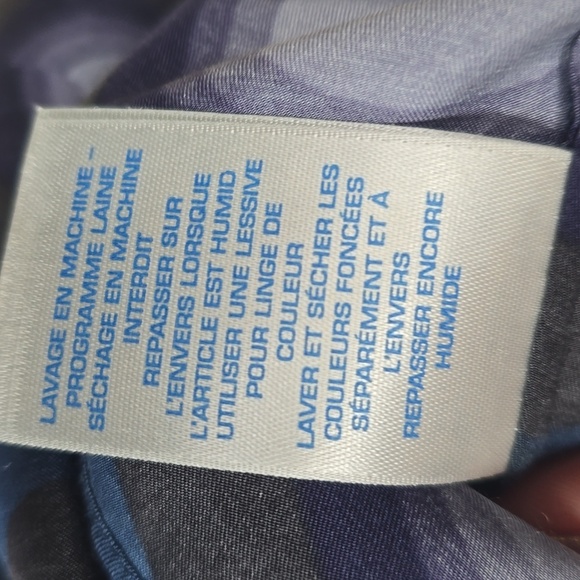 LAVAGE EN MACHINE -
PROGRAMME LAINE
SÉCHAGE EN MACHINE
INTERDIT
REPASSER SUR
L'ENVERS LORSQUE
L'ARTICLE EST HUMID
UTILISER UNE LESSIVE
POUR LINGE DE
COULEUR
LAVER ET SÉCHER LES
COULEURS FONCÉES
SÉPARÉMENT ET À
L'ENVERS
REPASSER ENCORE
HUMIDE